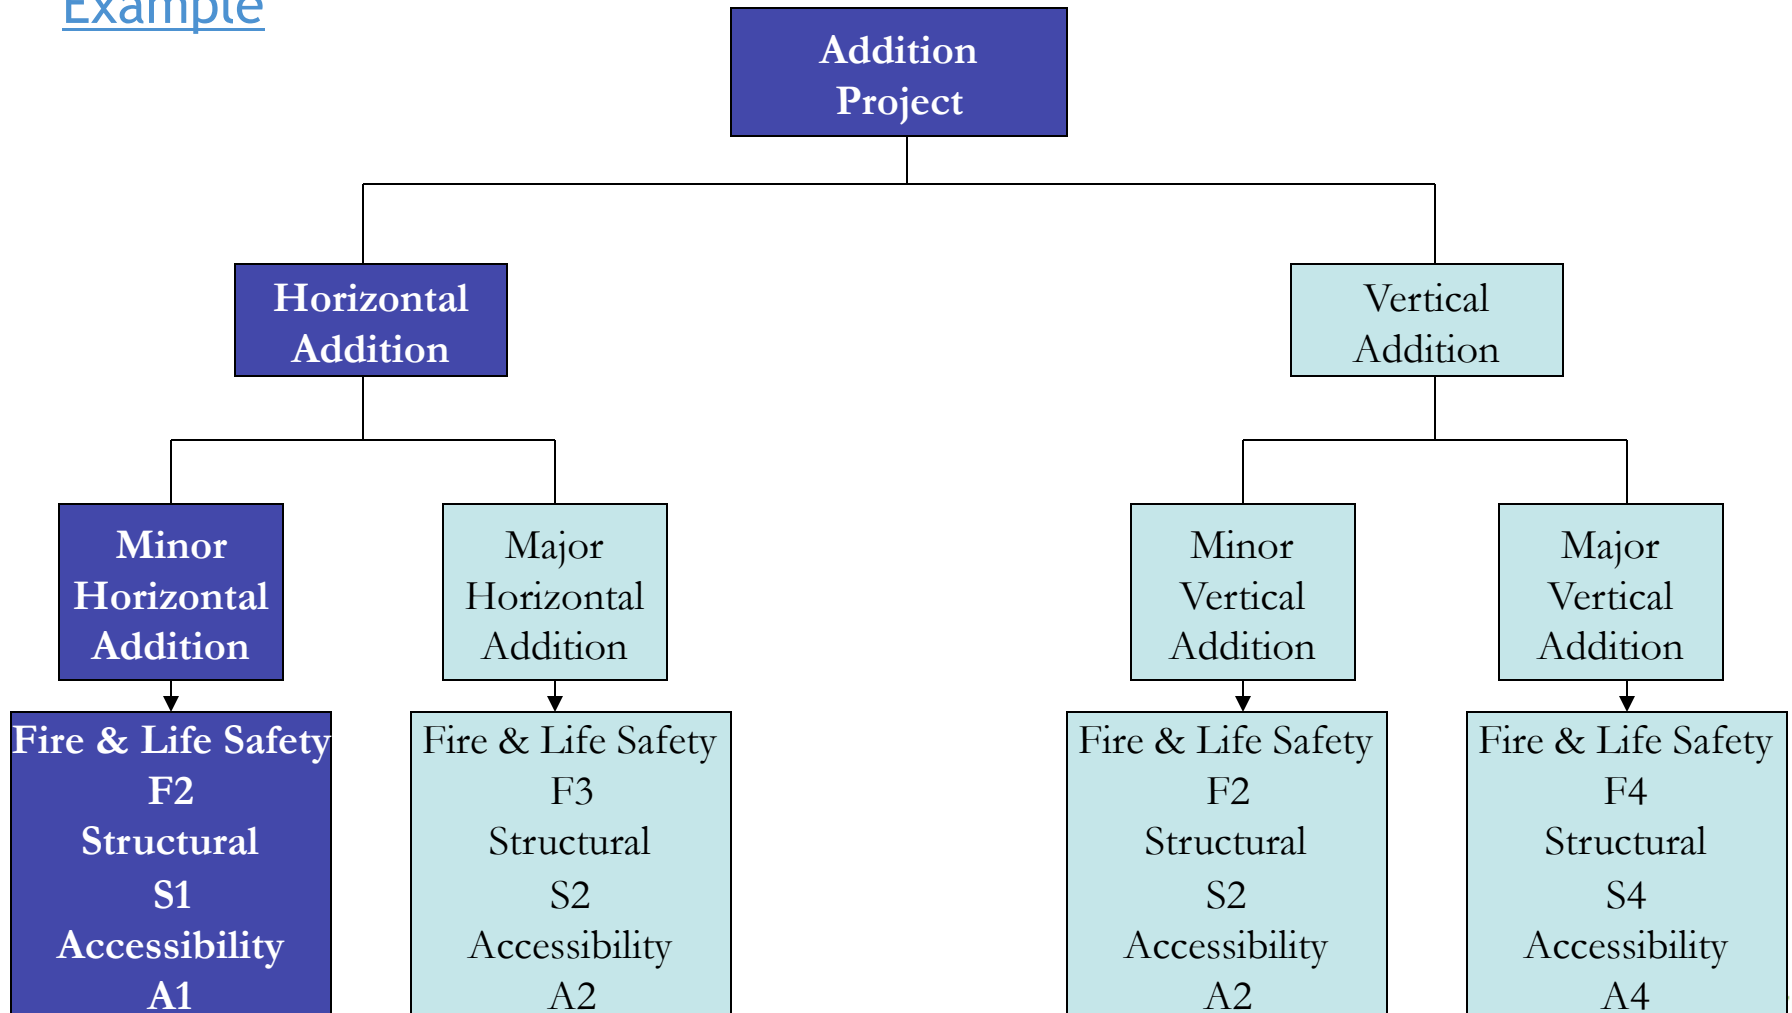 Example
Addition
Project
Horizontal
Addition
Vertical
Addition
Minor
Horizontal
Addition
Major
Horizontal
Addition
Minor
Vertical
Addition
Major
Vertical
Addition
Fire & Life Safety
F2
Structural
S1
Accessibility
A1
Fire & Life Safety
F3
Structural
S2
Accessibility
A2
Fire & Life Safety
F2
Structural
S2
Accessibility
A2
Fire & Life Safety
F4
Structural
S4
Accessibility
A4